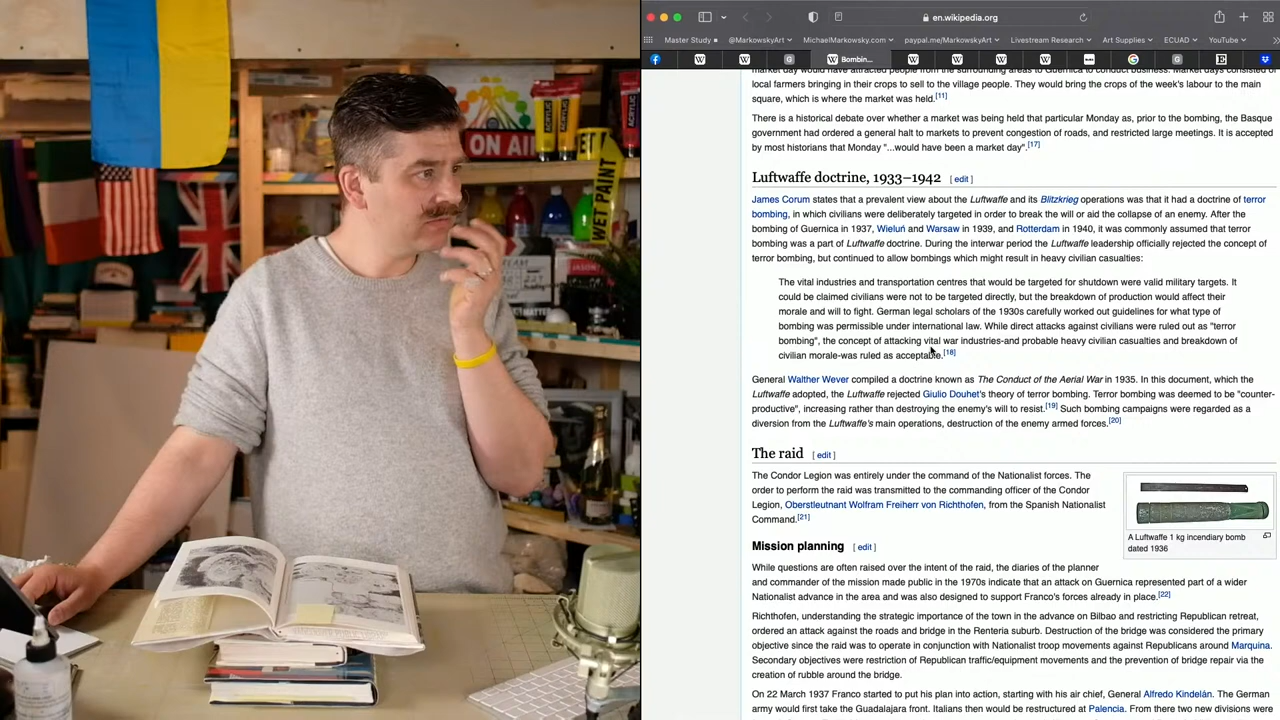 ON AIR
ACRYLIC
ACRYLIC
WET PAINT
en.wikipedia.org
Master Study
@MarkowskyArt
MichaelMarkowsky.com
paypal.me/MarkowskyArt
Livestream Research
Art Supplies
ECUAD
YouTube
Bombin...
market day would have attracted people from the surrounding areas to Guernica to conduct business. Market days consisted of
local farmers bringing in their crops to sell to the village people. They would bring the crops of the week's labour to the main
square, which is where the market was held.[11]
There is a historical debate over whether a market was being held that particular Monday as, prior to the bombing, the Basque
government had ordered a general halt to markets to prevent congestion of roads, and restricted large meetings. It is accepted
by most historians that Monday "...would have been a market day".[17]
Luftwaffe doctrine, 1933–1942 [ edit ]
James Corum states that a prevalent view about the Luftwaffe and its Blitzkrieg operations was that it had a doctrine of terror
bombing, in which civilians were deliberately targeted in order to break the will or aid the collapse of an enemy. After the
bombing of Guernica in 1937, Wieluń and Warsaw in 1939, and Rotterdam in 1940, it was commonly assumed that terror
bombing was a part of Luftwaffe doctrine. During the interwar period the Luftwaffe leadership officially rejected the concept of
terror bombing, but continued to allow bombings which might result in heavy civilian casualties:
The vital industries and transportation centres that would be targeted for shutdown were valid military targets. It
could be claimed civilians were not to be targeted directly, but the breakdown of production would affect their
morale and will to fight. German legal scholars of the 1930s carefully worked out guidelines for what type of
bombing was permissible under international law. While direct attacks against civilians were ruled out as "terror
bombing", the concept of attacking vital war industries-and probable heavy civilian casualties and breakdown of
civilian morale-was ruled as acceptable.[18]
General Walther Wever compiled a doctrine known as The Conduct of the Aerial War in 1935. In this document, which the
Luftwaffe adopted, the Luftwaffe rejected Giulio Douhet's theory of terror bombing. Terror bombing was deemed to be "counter-
productive", increasing rather than destroying the enemy's will to resist.[19] Such bombing campaigns were regarded as a
diversion from the Luftwaffe's main operations, destruction of the enemy armed forces.[20]
The raid [ edit ]
The Condor Legion was entirely under the command of the Nationalist forces. The
order to perform the raid was transmitted to the commanding officer of the Condor
Legion, Oberstleutnant Wolfram Freiherr von Richthofen, from the Spanish Nationalist
Command.[21]
A Luftwaffe 1 kg incendiary bomb
dated 1936
Mission planning [ edit ]
While questions are often raised over the intent of the raid, the diaries of the planner
and commander of the mission made public in the 1970s indicate that an attack on Guernica represented part of a wider
Nationalist advance in the area and was also designed to support Franco's forces already in place.[22]
Richthofen, understanding the strategic importance of the town in the advance on Bilbao and restricting Republican retreat,
ordered an attack against the roads and bridge in the Renteria suburb. Destruction of the bridge was considered the primary
objective since the raid was to operate in conjunction with Nationalist troop movements against Republicans around Marquina.
Secondary objectives were restriction of Republican traffic/equipment movements and the prevention of bridge repair via the
creation of rubble around the bridge.
On 22 March 1937 Franco started to put his plan into action, starting with his air chief, General Alfredo Kindelán. The German
army would first take the Guadalajara front. Italians then would be restructured at Palencia. From there two new divisions were